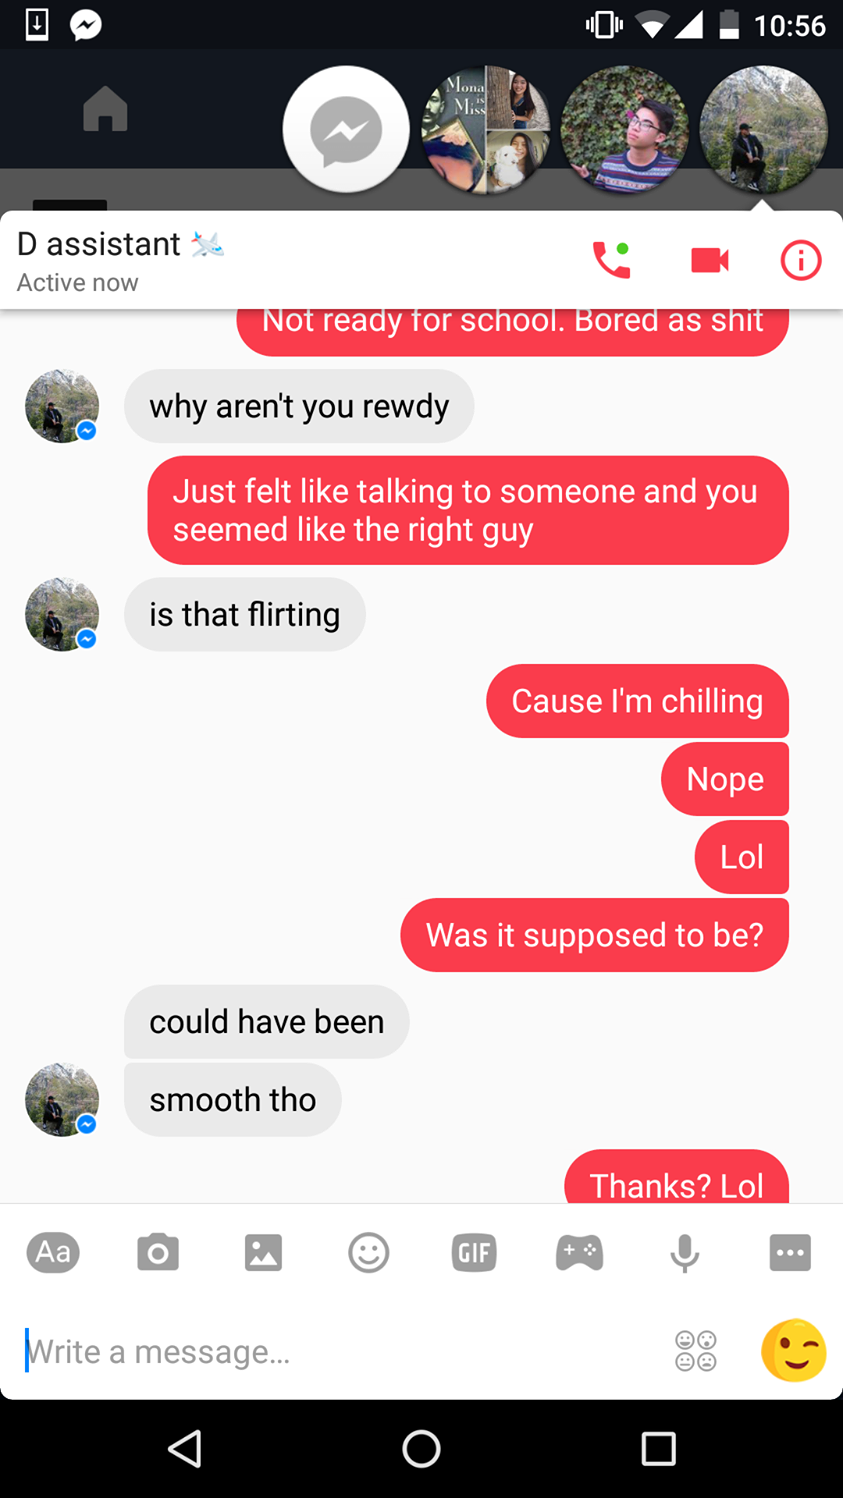 10:56
Mona
is
Miss
D assistant
Active now
Not ready for school. Bored as shit
why aren't you rewdy
Just felt like talking to someone and you
seemed like the right guy
is that flirting
Cause I'm chilling
Nope
Lol
Was it supposed to be?
could have been
smooth tho
Thanks? Lol
Aa
GIF
Write a message...